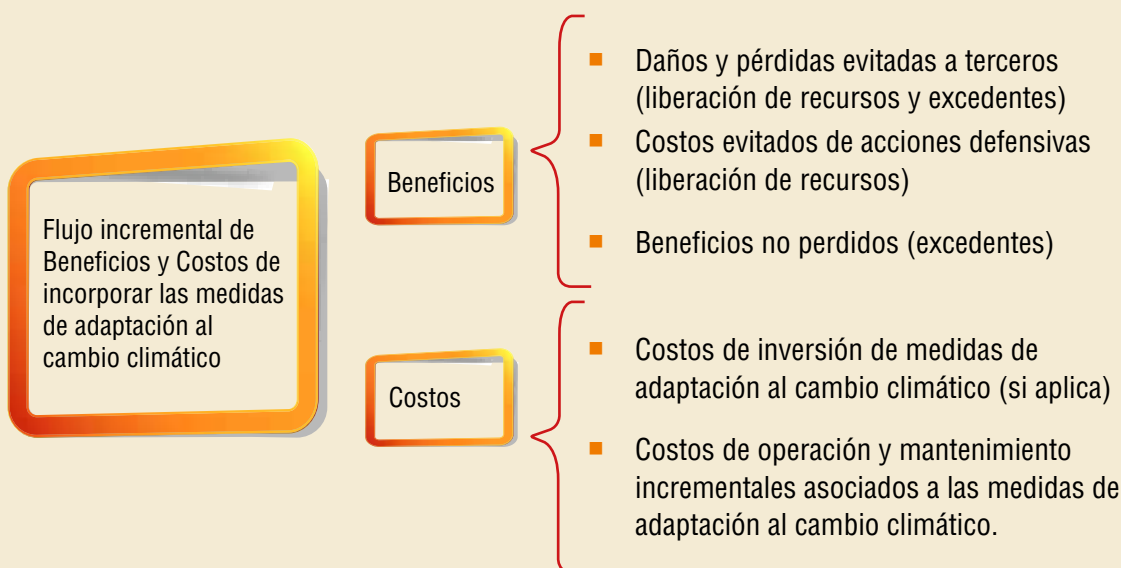 Flujo incremental de
Beneficios y Costos de
incorporar las medidas
de adaptación al
cambio climático
Beneficios
■ Daños y pérdidas evitadas a terceros
(liberación de recursos y excedentes)
■ Costos evitados de acciones defensivas
(liberación de recursos)
■ Beneficios no perdidos (excedentes)
Costos
■ Costos de inversión de medidas de
adaptación al cambio climático (si aplica)
■ Costos de operación y mantenimiento
incrementales asociados a las medidas de
adaptación al cambio climático.